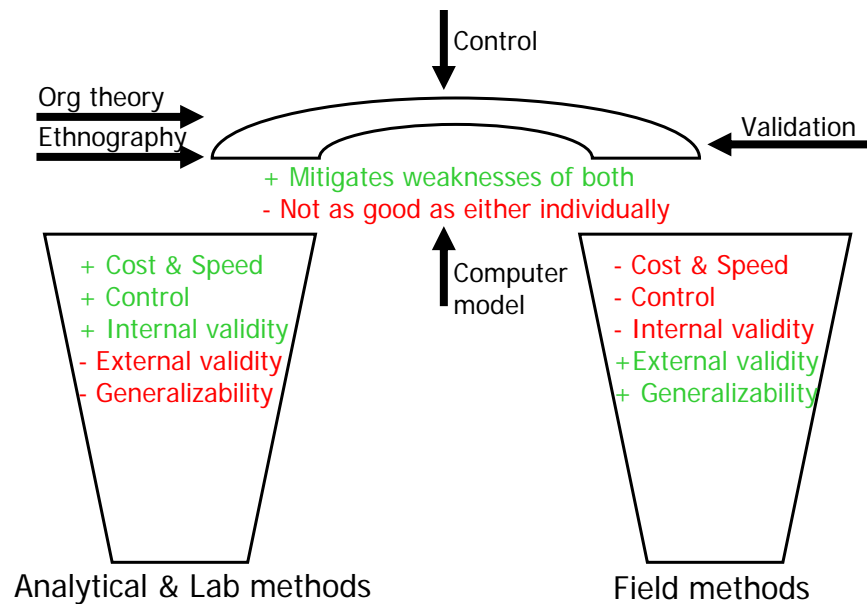 Control
Org theory
Ethnography
Validation
+ Mitigates weaknesses of both
- Not as good as either individually
Computer
model
+ Cost & Speed
+ Control
+ Internal validity
- External validity
- Generalizability
- Cost & Speed
- Control
- Internal validity
+External validity
+ Generalizability
Analytical & Lab methods
Field methods